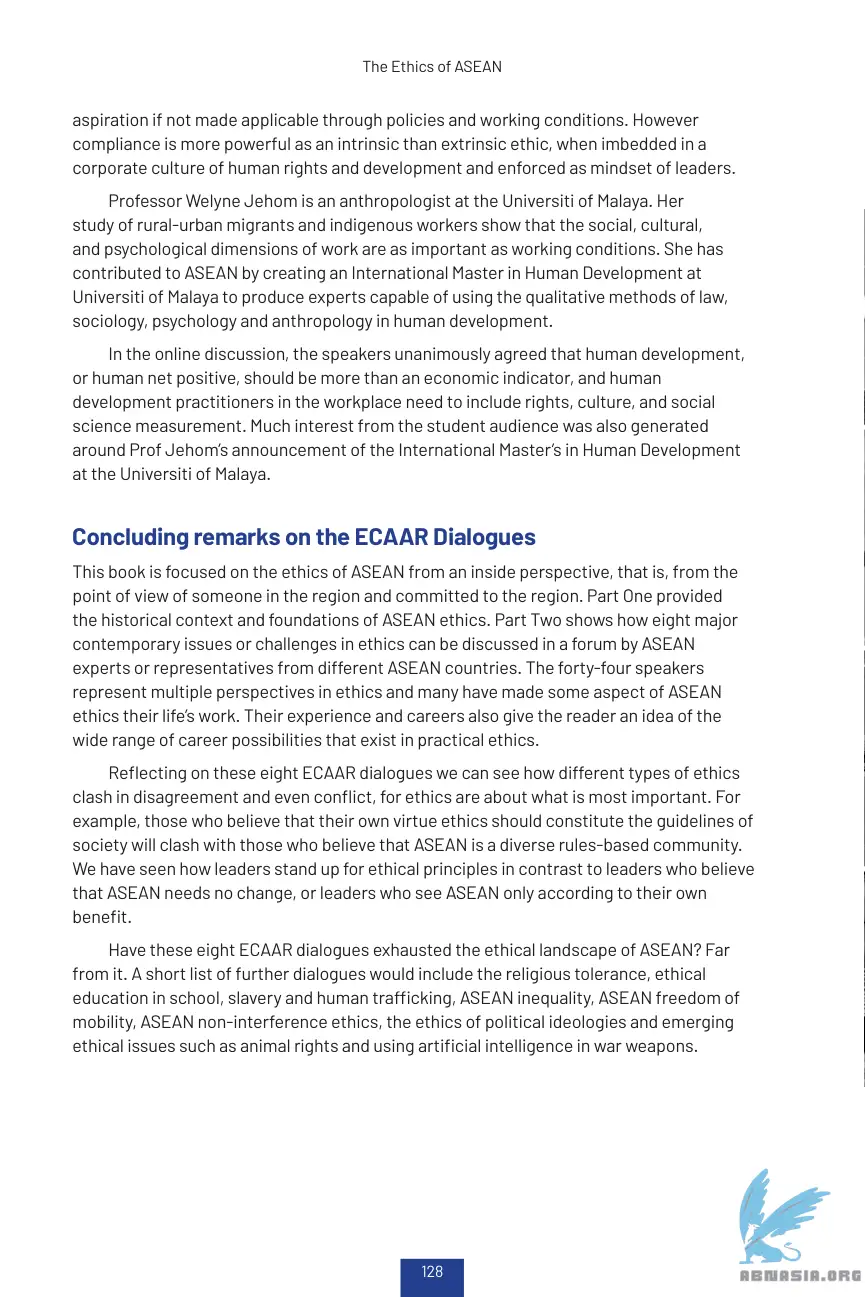 The Ethics of ASEAN
aspiration if not made applicable through policies and working conditions. However
compliance is more powerful as an intrinsic than extrinsic ethic, when imbedded in a
corporate culture of human rights and development and enforced as mindset of leaders.
Professor Welyne Jehom is an anthropologist at the Universiti of Malaya. Her
study of rural-urban migrants and indigenous workers show that the social, cultural,
and psychological dimensions of work are as important as working conditions. She has
contributed to ASEAN by creating an International Master in Human Development at
Universiti of Malaya to produce experts capable of using the qualitative methods of law,
sociology, psychology and anthropology in human development.
In the online discussion, the speakers unanimously agreed that human development,
or human net positive, should be more than an economic indicator, and human
development practitioners in the workplace need to include rights, culture, and social
science measurement. Much interest from the student audience was also generated
around Prof Jehom’s announcement of the International Master’s in Human Development
at the Universiti of Malaya.
Concluding remarks on the ECAAR Dialogues
This book is focused on the ethics of ASEAN from an inside perspective, that is, from the
point of view of someone in the region and committed to the region. Part One provided
the historical context and foundations of ASEAN ethics. Part Two shows how eight major
contemporary issues or challenges in ethics can be discussed in a forum by ASEAN
experts or representatives from different ASEAN countries. The forty-four speakers
represent multiple perspectives in ethics and many have made some aspect of ASEAN
ethics their life’s work. Their experience and careers also give the reader an idea of the
wide range of career possibilities that exist in practical ethics.
Reflecting on these eight ECAAR dialogues we can see how different types of ethics
clash in disagreement and even conflict, for ethics are about what is most important. For
example, those who believe that their own virtue ethics should constitute the guidelines of
society will clash with those who believe that ASEAN is a diverse rules-based community.
We have seen how leaders stand up for ethical principles in contrast to leaders who believe
that ASEAN needs no change, or leaders who see ASEAN only according to their own
benefit.
Have these eight ECAAR dialogues exhausted the ethical landscape of ASEAN? Far
from it. A short list of further dialogues would include the religious tolerance, ethical
education in school, slavery and human trafficking, ASEAN inequality, ASEAN freedom of
mobility, ASEAN non-interference ethics, the ethics of political ideologies and emerging
ethical issues such as animal rights and using artificial intelligence in war weapons.
128
ABNASIA.ORG